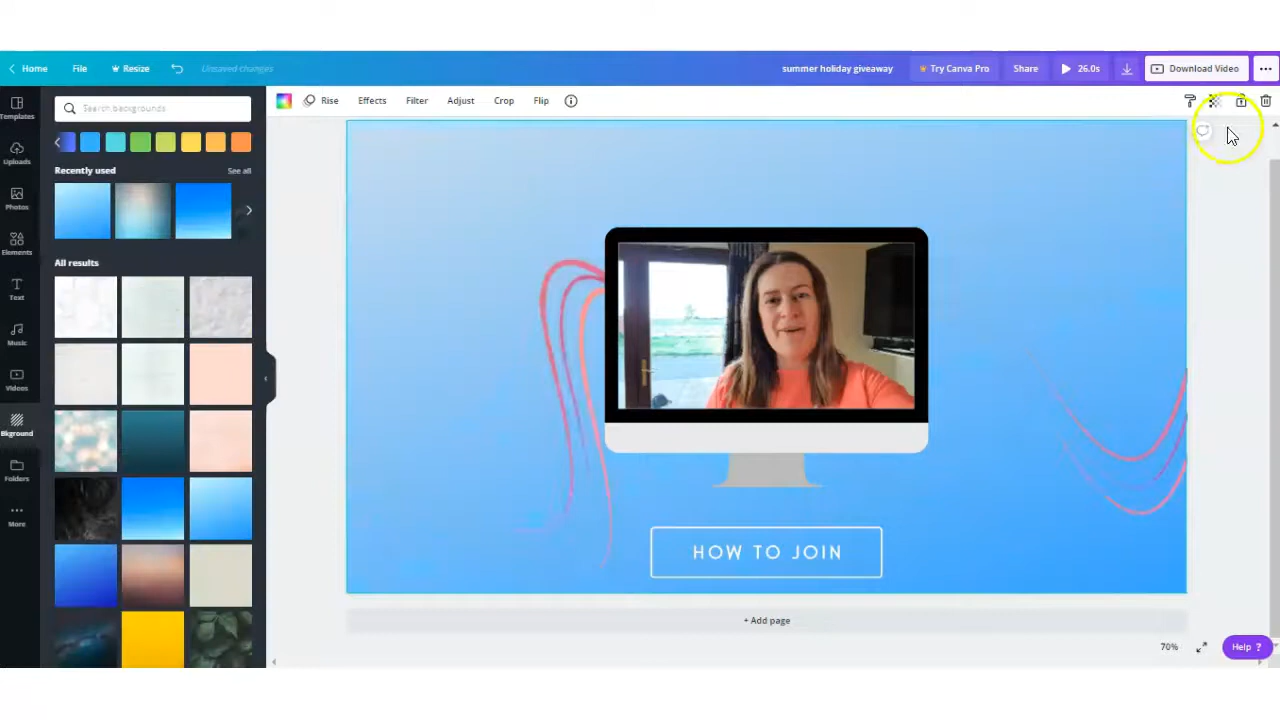 Home File Resize Unsaved changes summer holiday giveaway Try Canva Pro Share 26.0s Download Video
Rise Effects Filter Adjust Crop Flip
Templates
Search backgrounds
Uploads
Recently used See all
Photos
Elements
All results
Text
Music
Videos
Bkground
Folders
More
HOW TO JOIN
+ Add page
70% Help ?